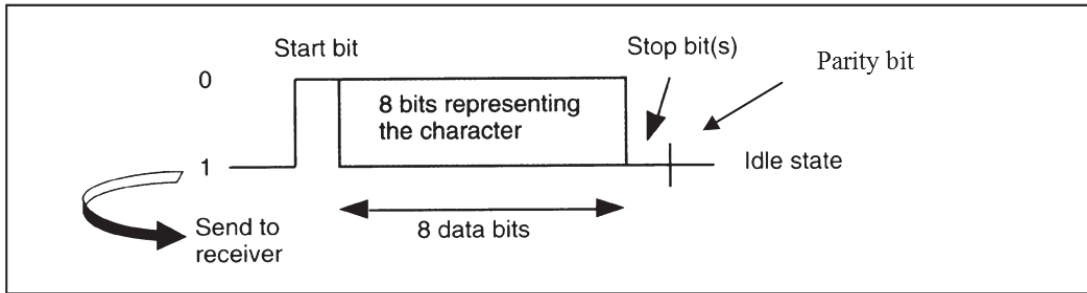 Start bit
Stop bit(s)
Parity bit
0
8 bits representing
the character
1
Idle state
Send to
receiver
8 data bits